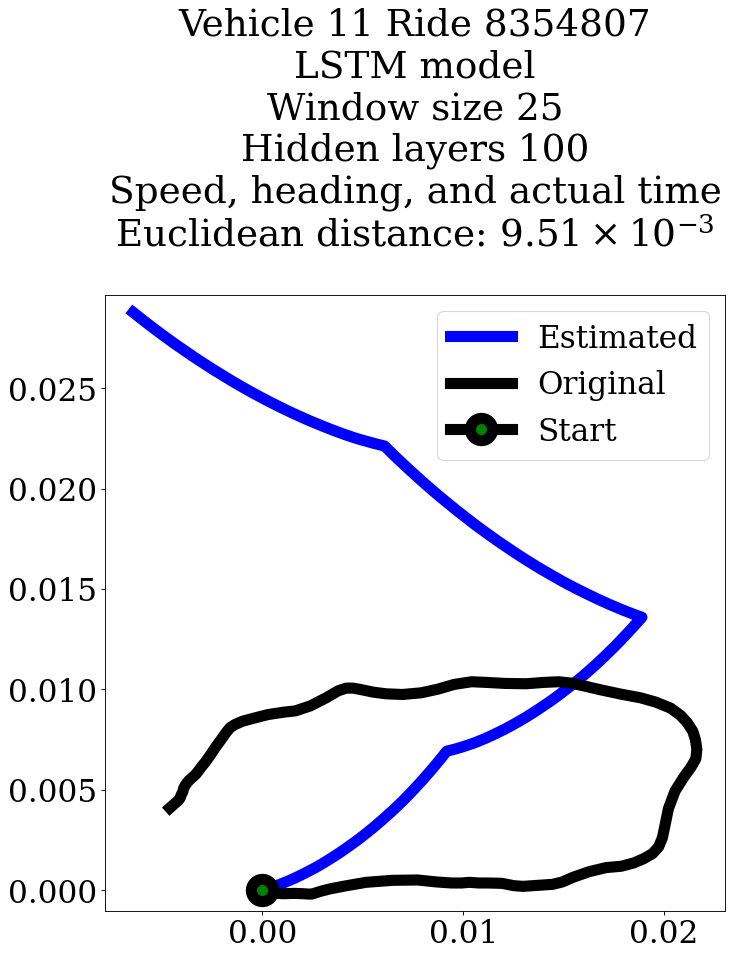 Vehicle 11 Ride 8354807
LSTM model
Window size 25
Hidden layers 100
Speed, heading, and actual time
Euclidean distance: 9.51 × 10⁻³
Estimated
Original
Start
0.025
0.020
0.015
0.010
0.005
0.000
0.00 0.01 0.02